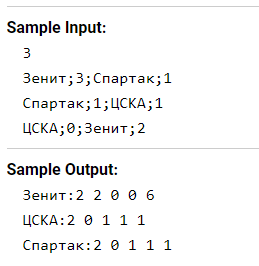 Sample Input:
3
Зенит;3;Спартак;1
Спартак;1;ЦСКА;1
ЦСКА;0;Зенит;2
Sample Output:
Зенит:2 2 0 0 6
ЦСКА:2 0 1 1 1
Спартак:2 0 1 1 1